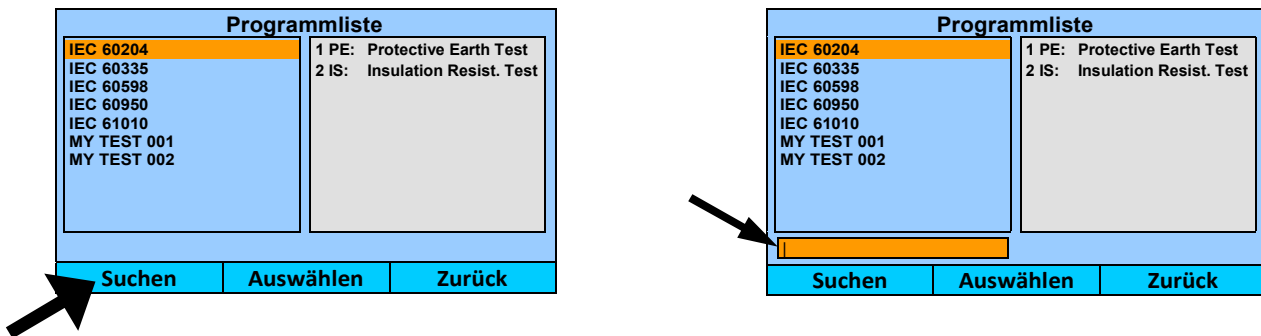 Programmliste
IEC 60204
IEC 60335
IEC 60598
IEC 60950
IEC 61010
MY TEST 001
MY TEST 002
1 PE: Protective Earth Test
2 IS: Insulation Resist. Test
Suchen Auswählen Zurück
Programmliste
IEC 60204
IEC 60335
IEC 60598
IEC 60950
IEC 61010
MY TEST 001
MY TEST 002
1 PE: Protective Earth Test
2 IS: Insulation Resist. Test
Suchen Auswählen Zurück